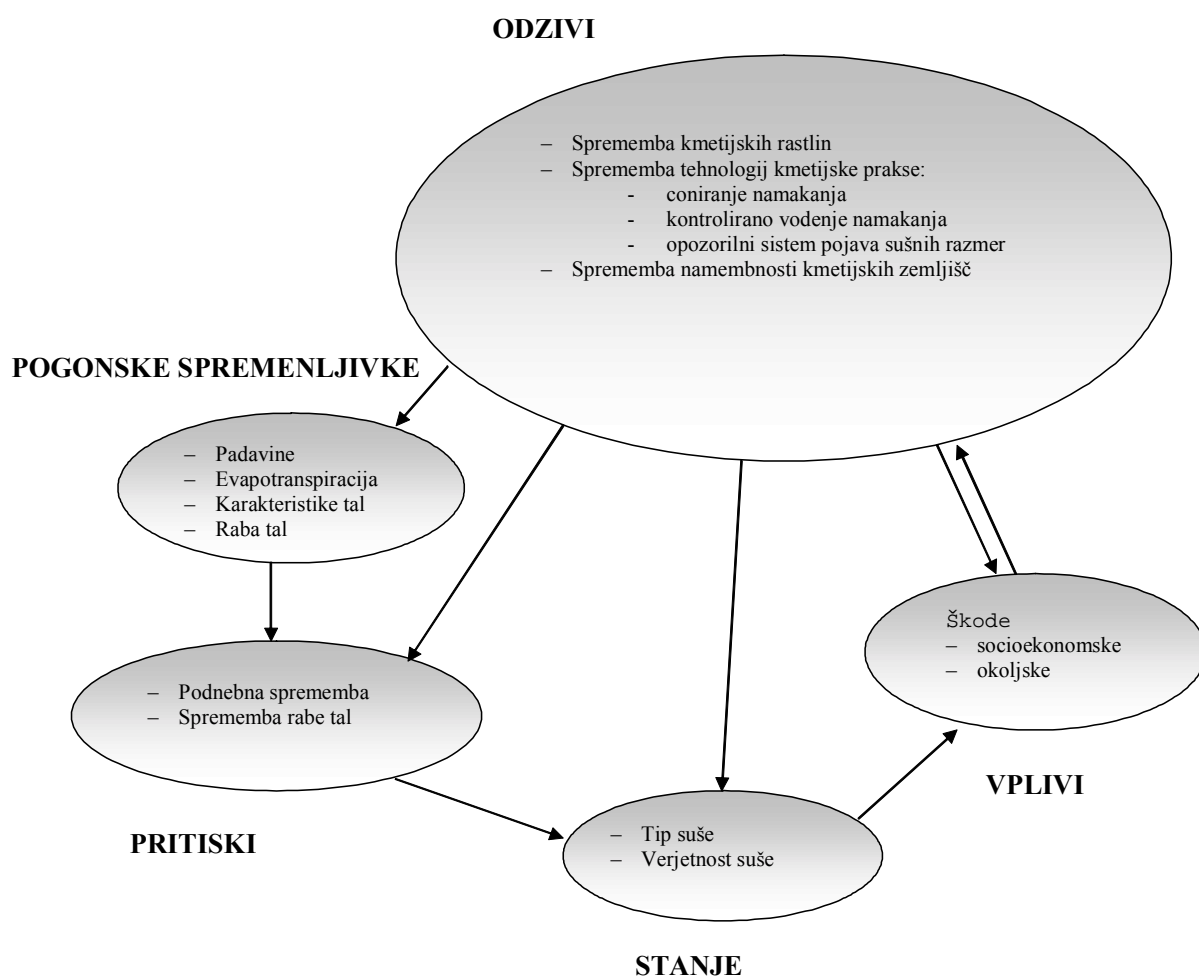 ODZIVI
– Sprememba kmetijskih rastlin
– Sprememba tehnologij kmetijske prakse:
- coniranje namakanja
- kontrolirano vodenje namakanja
- opozorilni sistem pojava sušnih razmer
– Sprememba namembnosti kmetijskih zemljišč
POGONSKE SPREMENLJIVKE
– Padavine
– Evapotranspiracija
– Karakteristike tal
– Raba tal
Škode
– socioekonomske
– okoljske
– Podnebna sprememba
– Sprememba rabe tal
VPLIVI
PRITISKI
– Tip suše
– Verjetnost suše
STANJE